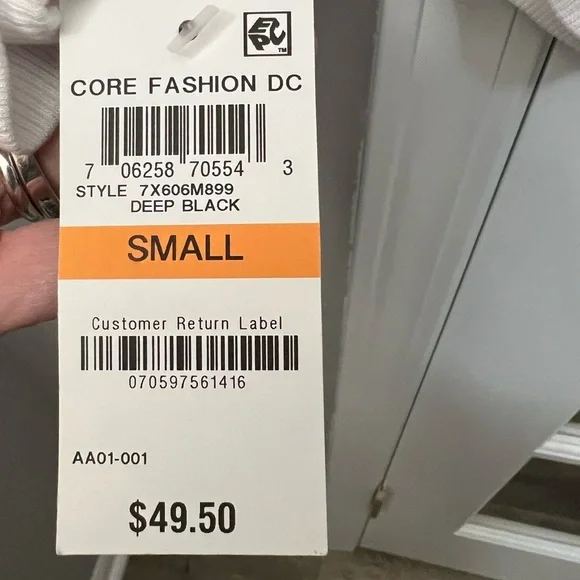 EPC™
CORE FASHION DC
7 06258 70554 3
STYLE 7X606M899
DEEP BLACK
SMALL
Customer Return Label
070597561416
AA01-001
$49.50